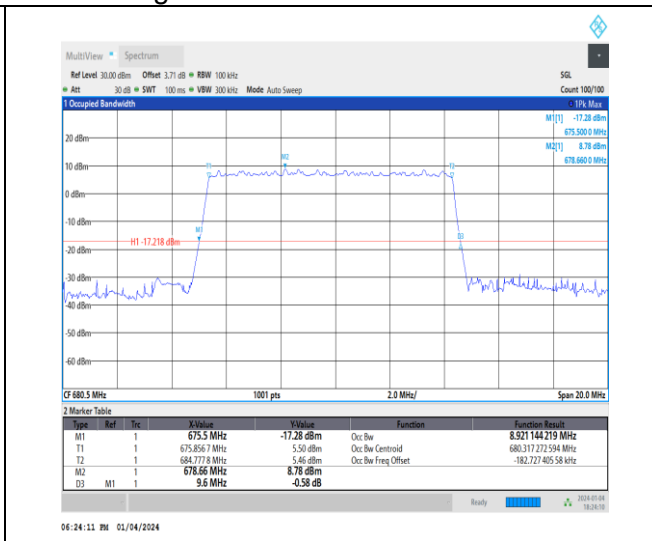 MultiView Spectrum
Ref Level 30.00 dBm Offset 3.71 dB RBW 100 kHz SGL
Att 30 dB SWT 100 ms VBW 300 kHz Mode Auto Sweep Count 100/100
1 Occupied Bandwidth 1Pk Max
M1[1] -17.28 dBm
675.500 0 MHz
M2[1] 8.78 dBm
678.660 0 MHz
20 dBm
M2
10 dBm
T1 T2
0 dBm
-10 dBm
M1
D3
H1 -17.218 dBm
-20 dBm
-30 dBm
-40 dBm
-50 dBm
-60 dBm
CF 680.5 MHz 1001 pts 2.0 MHz/ Span 20.0 MHz
2 Marker Table
Type Ref Trc X-Value Y-Value Function Function Result
M1 1 675.5 MHz -17.28 dBm Occ Bw 8.921 144 219 MHz
T1 1 675.856 7 MHz 5.50 dBm Occ Bw Centroid 680.317 272 594 MHz
T2 1 684.777 8 MHz 5.46 dBm Occ Bw Freq Offset -182.727 405 58 kHz
M2 1 678.66 MHz 8.78 dBm
D3 M1 1 9.6 MHz -0.58 dB
Ready 2024-01-04
18:24:10
06:24:11 PM 01/04/2024